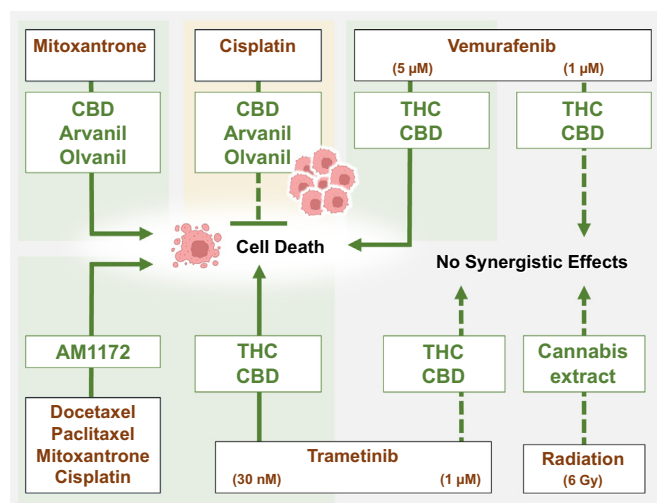 Mitoxantrone
Cisplatin
Vemurafenib
(5 µM)
(1 µM)
CBD
Arvanil
Olvanil
CBD
Arvanil
Olvanil
THC
CBD
THC
CBD
Cell Death
No Synergistic Effects
AM1172
THC
CBD
THC
CBD
Cannabis
extract
Docetaxel
Paclitaxel
Mitoxantrone
Cisplatin
Trametinib
(30 nM)
(1 µM)
Radiation
(6 Gy)